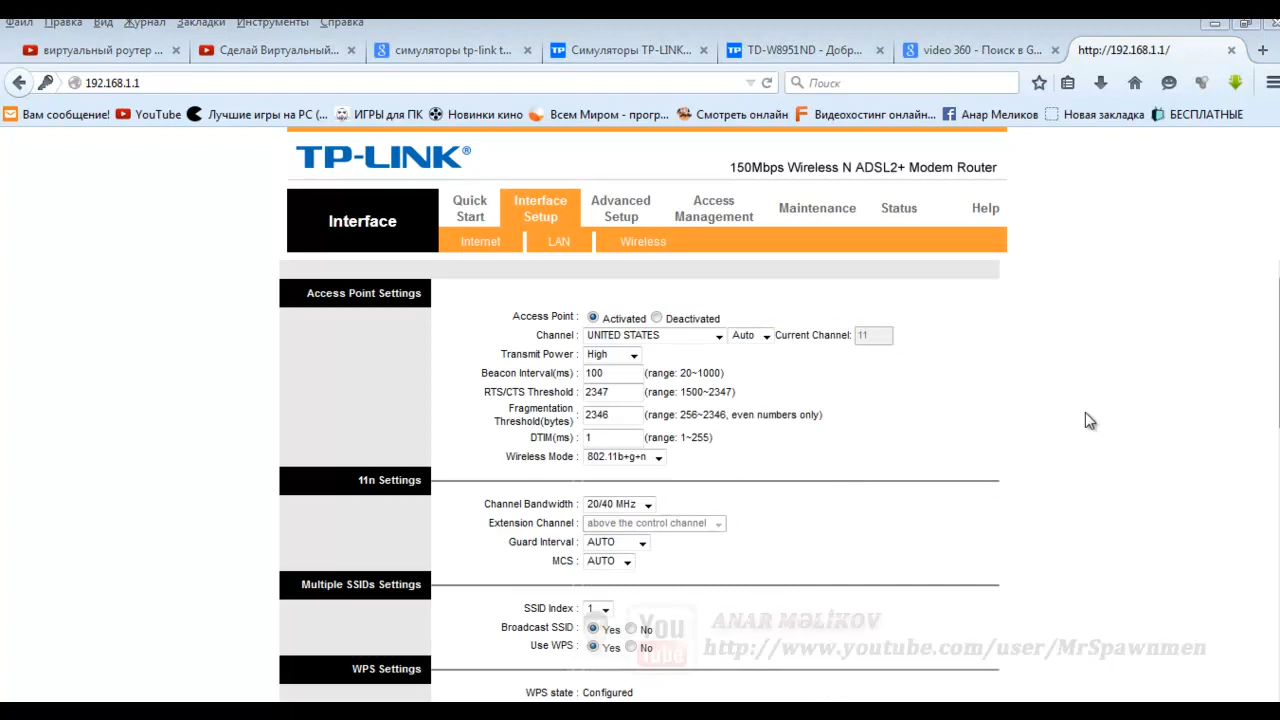 Файл Правка Вид Журнал Закладки Инструменты Справка
виртуальный роутер ... × Сделай Виртуальный... × симуляторы tp-link t... × Симуляторы TP-LINK... × TD-W8951ND - Добр... × video 360 - Поиск в G... × http://192.168.1.1/ ×
192.168.1.1 Поиск
Вам сообщение! YouTube Лучшие игры на PC (... ИГРЫ для ПК Новинки кино Всем Миром - прогр... Смотреть онлайн Видеохостинг онлайн... Анар Меликов Новая закладка БЕСПЛАТНЫЕ
TP-LINK®
150Mbps Wireless N ADSL2+ Modem Router
Interface
Quick Start Interface Setup Advanced Setup Access Management Maintenance Status Help
Internet LAN Wireless
Access Point Settings
Access Point : Activated Deactivated
Channel : UNITED STATES Auto Current Channel: 11
Transmit Power : High
Beacon Interval(ms) : 100 (range: 20~1000)
RTS/CTS Threshold : 2347 (range: 1500~2347)
Fragmentation Threshold(bytes) : 2346 (range: 256~2346, even numbers only)
DTIM(ms) : 1 (range: 1~255)
Wireless Mode : 802.11b+g+n
11n Settings
Channel Bandwidth : 20/40 MHz
Extension Channel : above the control channel
Guard Interval : AUTO
MCS : AUTO
Multiple SSIDs Settings
SSID Index : 1
Broadcast SSID : Yes No
Use WPS : Yes No
You Tube
ANAR MƏLİKOV
http://www.youtube.com/user/MrSpawnmen
WPS Settings
WPS state : Configured